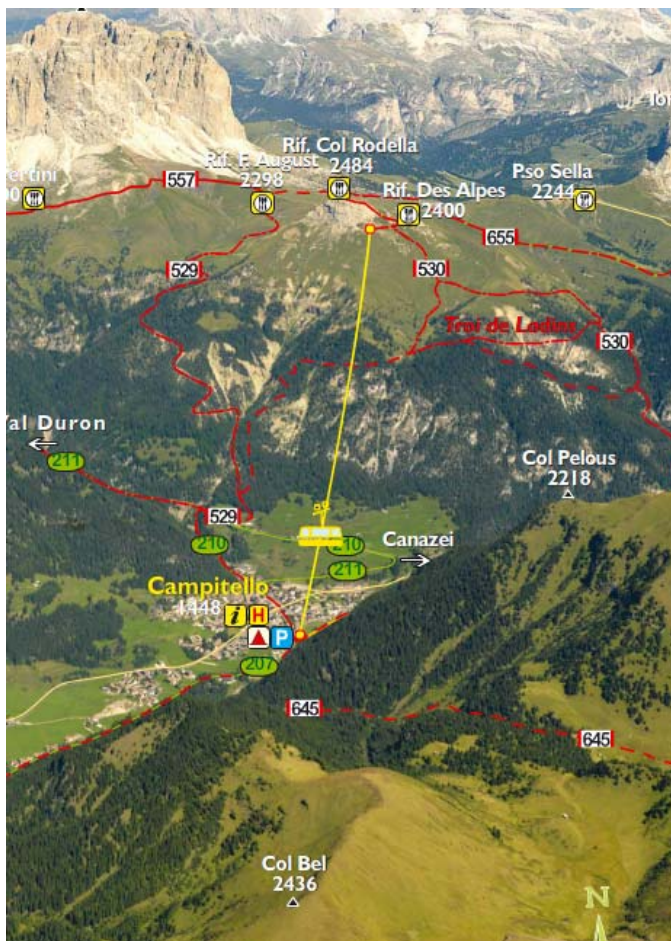 Rif. Col Rodella
2484
Rif. F. August
2298
557
Rif. Des Alpes
2400
P.so Sella
2244
655
529
530
Troi de Ladins
530
Val Duron
211
Col Pelous
2218
529
210
210
Canazei
211
Campitello
1448
i H
P
207
645
645
Col Bel
2436
N